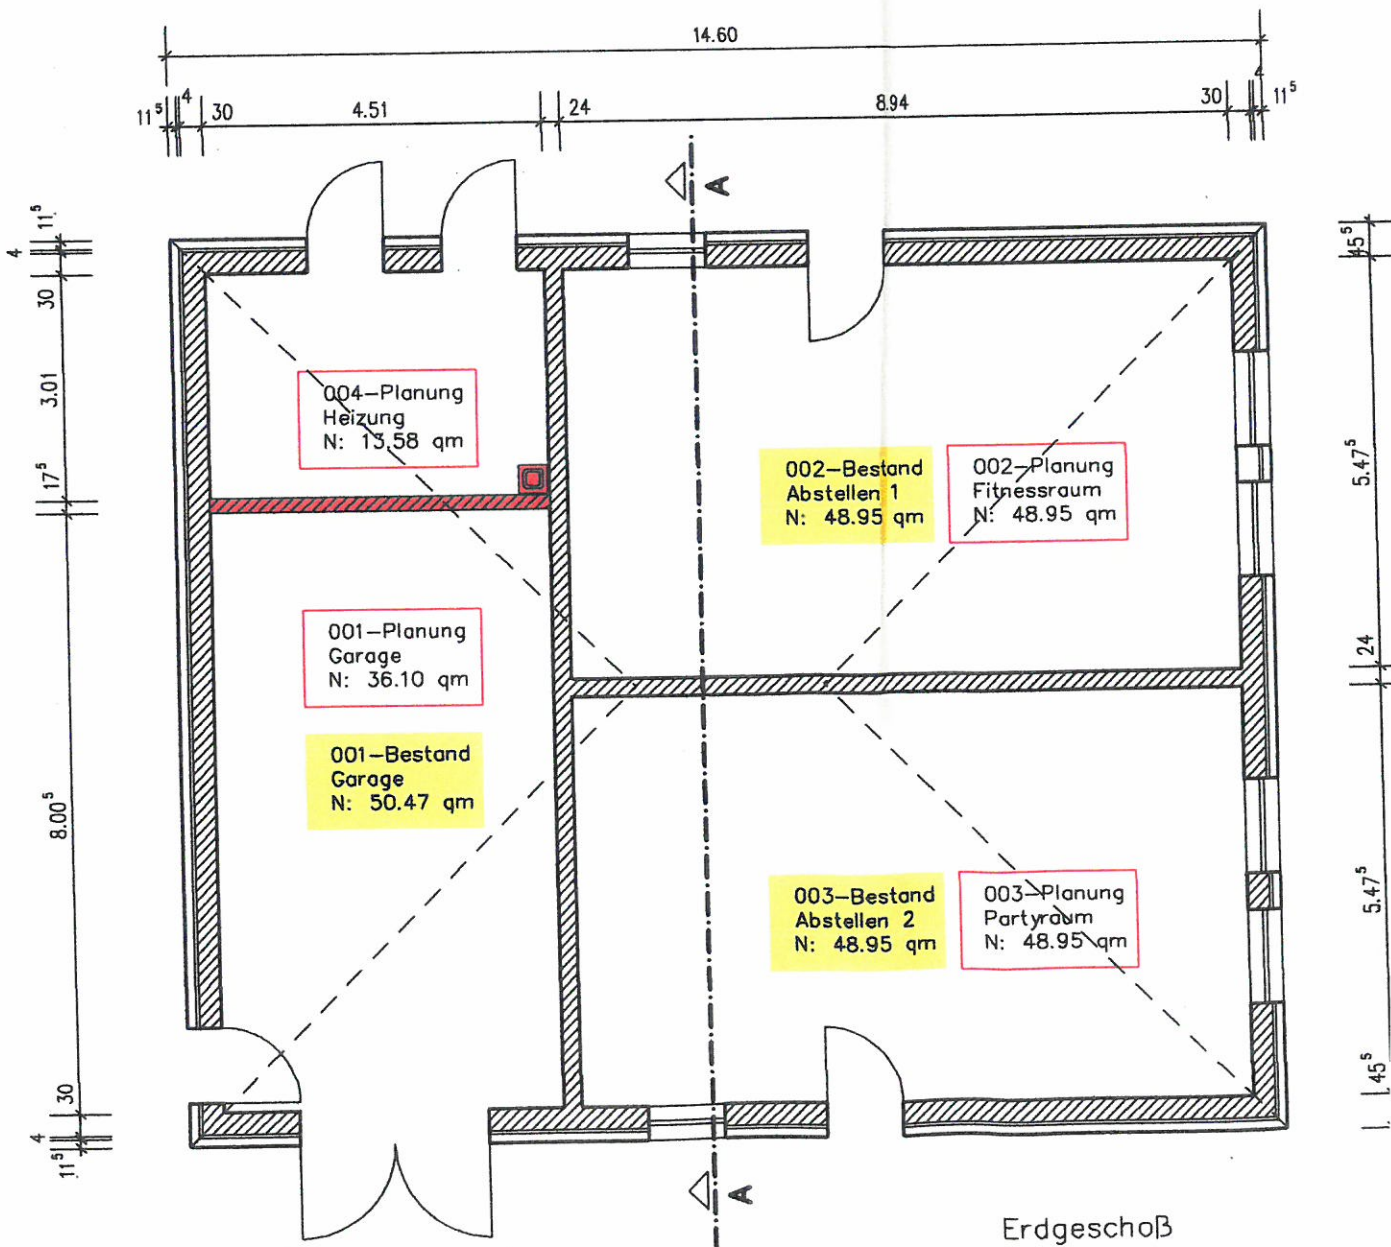 14.60
11⁵ 4 30 4.51 24 8.94 30 4 11⁵
A
11⁵
4
30
3.01
17⁵
8.00⁵
30
4
11⁵
45⁵
5.47⁵
24
5.47⁵
45⁵
004-Planung
Heizung
N: 13.58 qm
002-Bestand
Abstellen 1
N: 48.95 qm
002-Planung
Fitnessraum
N: 48.95 qm
001-Planung
Garage
N: 36.10 qm
001-Bestand
Garage
N: 50.47 qm
003-Bestand
Abstellen 2
N: 48.95 qm
003-Planung
Partyraum
N: 48.95 qm
A
Erdgeschoß